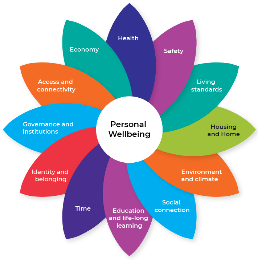 Health
Safety
Living
standards
Housing
and Home
Environment
and climate
Social
connection
Education
and life-long
learning
Time
Identity and
belonging
Governance and
Institutions
Access and
connectivity
Economy
Personal
Wellbeing